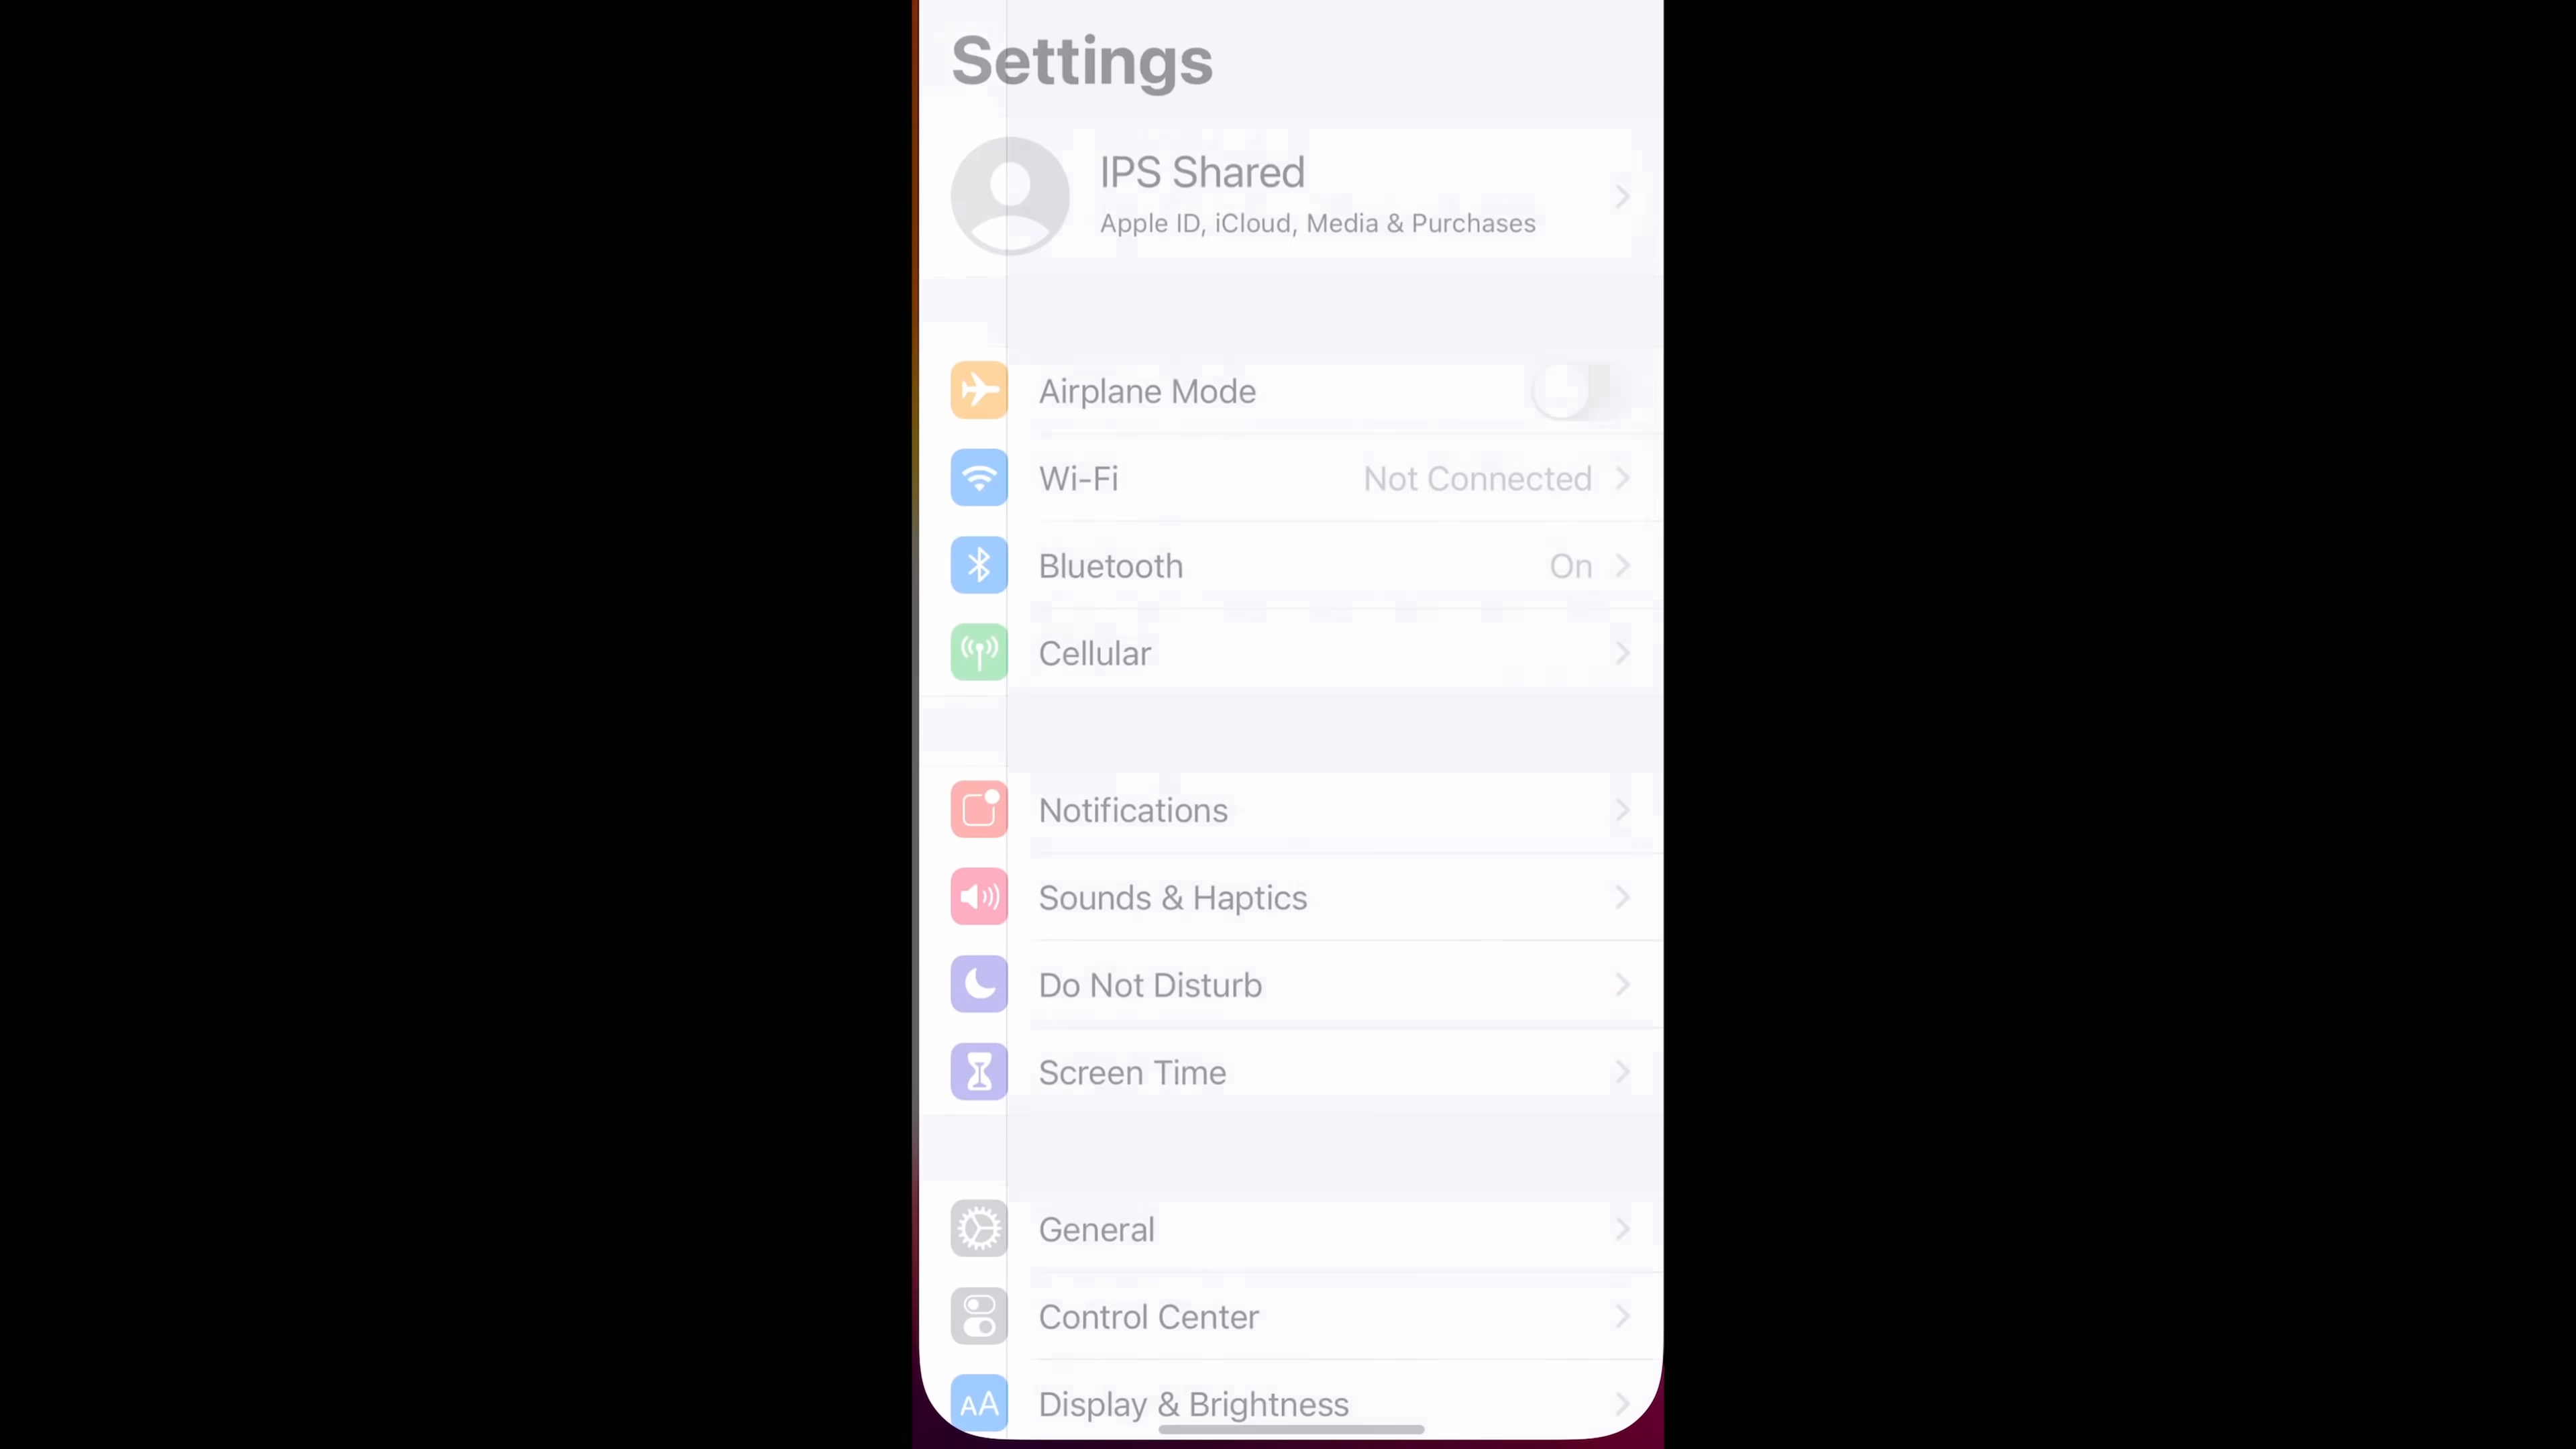 Settings
IPS Shared
Apple ID, iCloud, Media & Purchases
Airplane Mode
Wi-Fi Not Connected
Bluetooth On
Cellular
Notifications
Sounds & Haptics
Do Not Disturb
Screen Time
General
Control Center
AA Display & Brightness